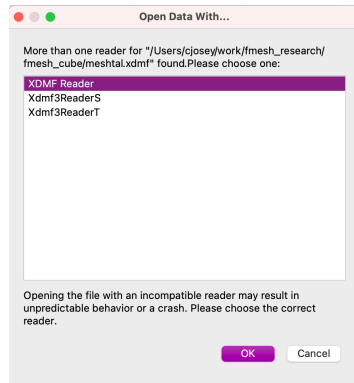 Open Data With...
More than one reader for "/Users/cjosey/work/fmesh_research/
fmesh_cube/meshtal.xdmf" found.Please choose one:
XDMF Reader
Xdmf3ReaderS
Xdmf3ReaderT
Opening the file with an incompatible reader may result in
unpredictable behavior or a crash. Please choose the correct
reader.
OK
Cancel